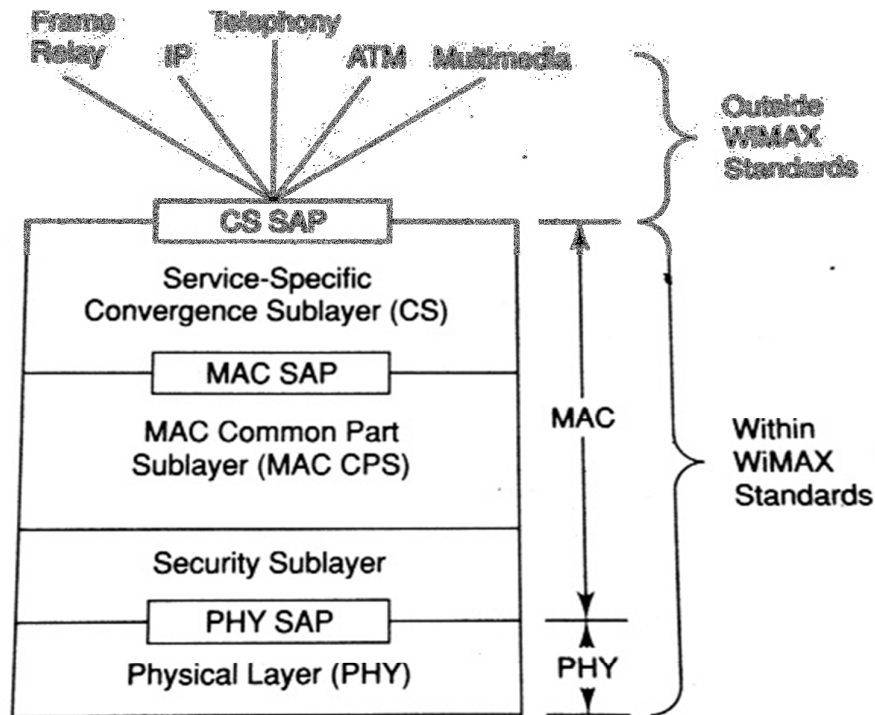 Frame
Relay
IP
Telephony
ATM
Multimedia
Outside
WiMAX
Standards
CS SAP
Service-Specific
Convergence Sublayer (CS)
MAC SAP
MAC Common Part
Sublayer (MAC CPS)
Security Sublayer
PHY SAP
Physical Layer (PHY)
MAC
PHY
Within
WiMAX
Standards